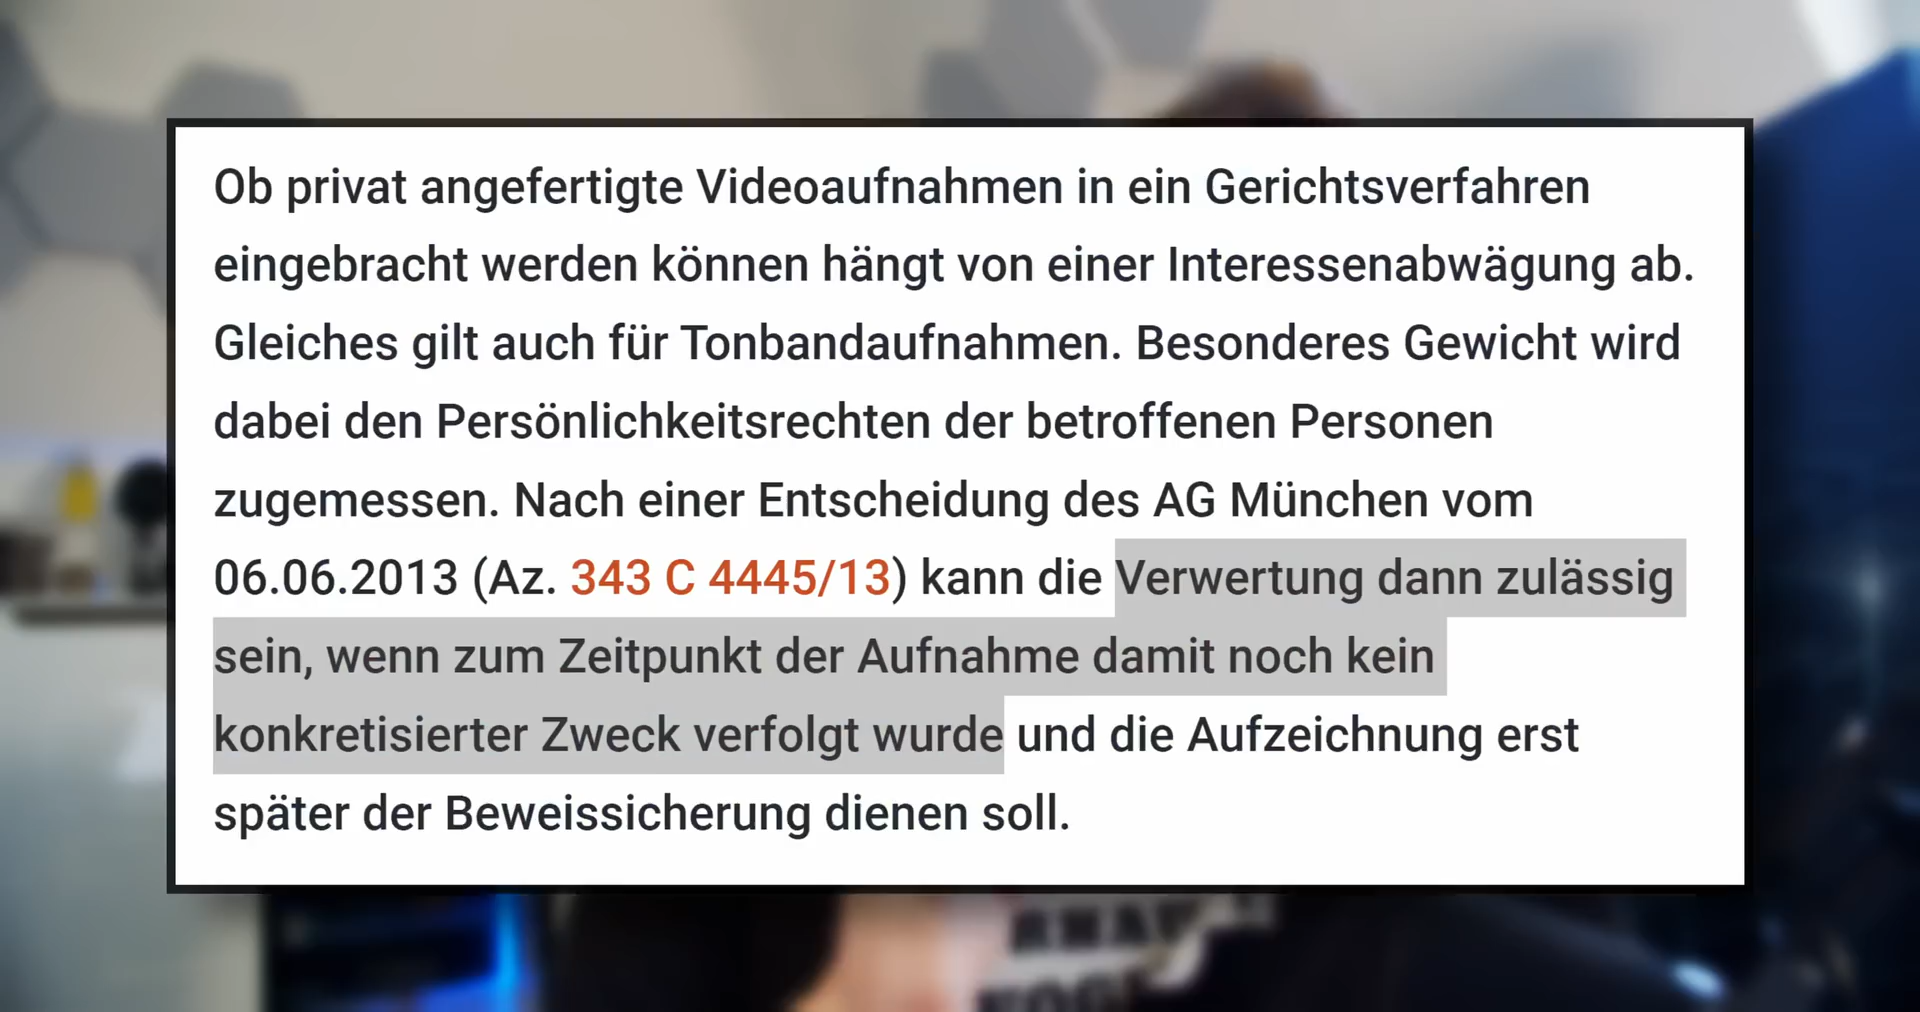 Ob privat angefertigte Videoaufnahmen in ein Gerichtsverfahren
eingebracht werden können hängt von einer Interessenabwägung ab.
Gleiches gilt auch für Tonbandaufnahmen. Besonderes Gewicht wird
dabei den Persönlichkeitsrechten der betroffenen Personen
zugemessen. Nach einer Entscheidung des AG München vom
06.06.2013 (Az. 343 C 4445/13) kann die Verwertung dann zulässig
sein, wenn zum Zeitpunkt der Aufnahme damit noch kein
konkretisierter Zweck verfolgt wurde und die Aufzeichnung erst
später der Beweissicherung dienen soll.